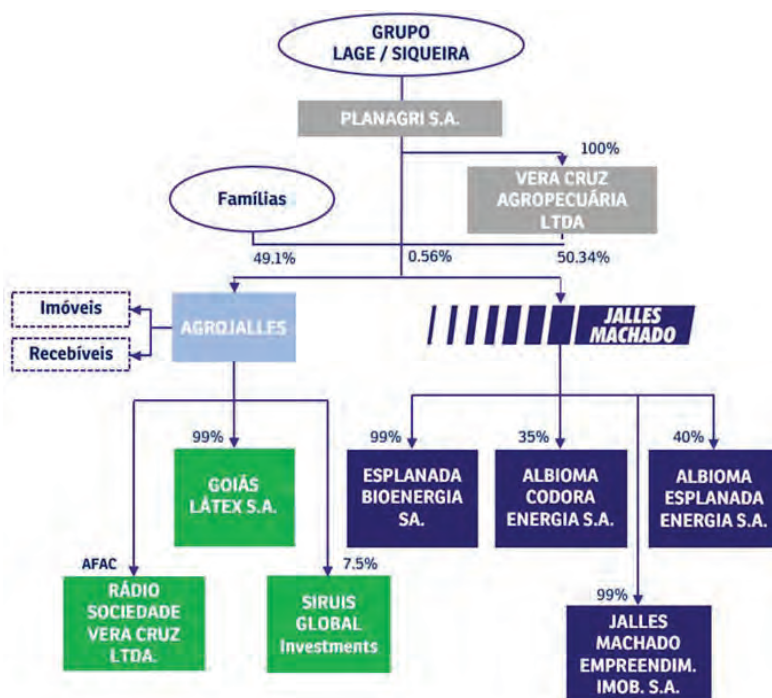 GRUPO
LAGE / SIQUEIRA
PLANAGRI S.A.
100%
VERA CRUZ
AGROPECUÁRIA
LTDA
Famílias
49.1%
0.56%
50.34%
Imóveis
Recebíveis
AGROJALLES
JALLES
MACHADO
99%
GOIÁS
LÁTEX S.A.
99%
ESPLANADA
BIOENERGIA
SA.
35%
ALBIOMA
CODORA
ENERGIA S.A.
40%
ALBIOMA
ESPLANADA
ENERGIA S.A.
AFAC
RÁDIO
SOCIEDADE
VERA CRUZ
LTDA.
7.5%
SIRUIS
GLOBAL
Investments
99%
JALLES
MACHADO
EMPREENDIM.
IMOB. S.A.